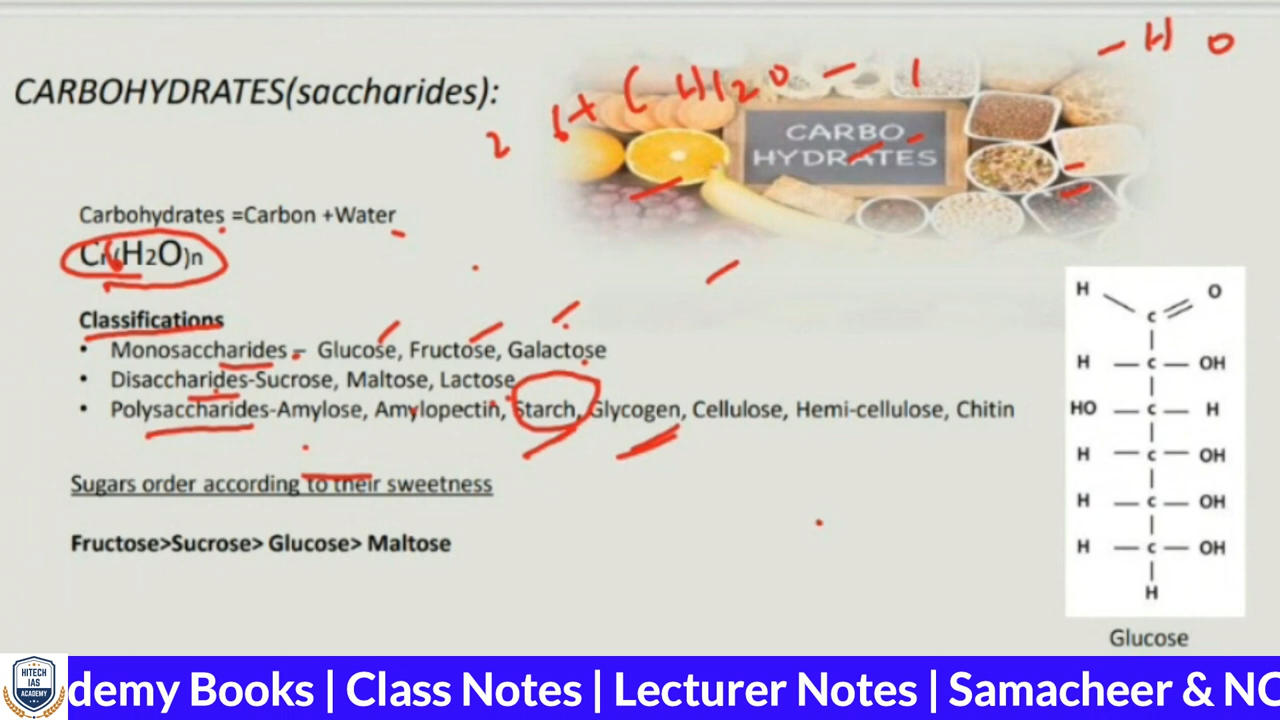 CARBOHYDRATES(saccharides):
CARBO
HYDRATES
Carbohydrates =Carbon +Water
Cn(H2O)n
Classifications
• Monosaccharides – Glucose, Fructose, Galactose
• Disaccharides-Sucrose, Maltose, Lactose
• Polysaccharides-Amylose, Amylopectin, Starch, Glycogen, Cellulose, Hemi-cellulose, Chitin
Sugars order according to their sweetness
Fructose>Sucrose> Glucose> Maltose
H O
C
H — C — OH
HO — C — H
H — C — OH
H — C — OH
H — C — OH
H
Glucose
HITECH
IAS
ACADEMY
demy Books | Class Notes | Lecturer Notes | Samacheer & NC